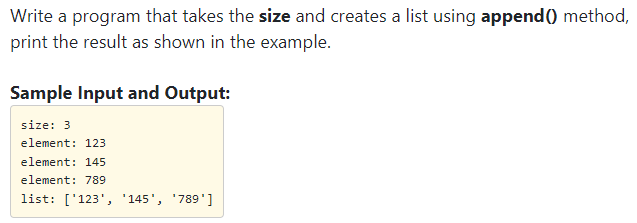 Write a program that takes the size and creates a list using append() method,
print the result as shown in the example.
Sample Input and Output:
size: 3
element: 123
element: 145
element: 789
list: ['123', '145', '789']